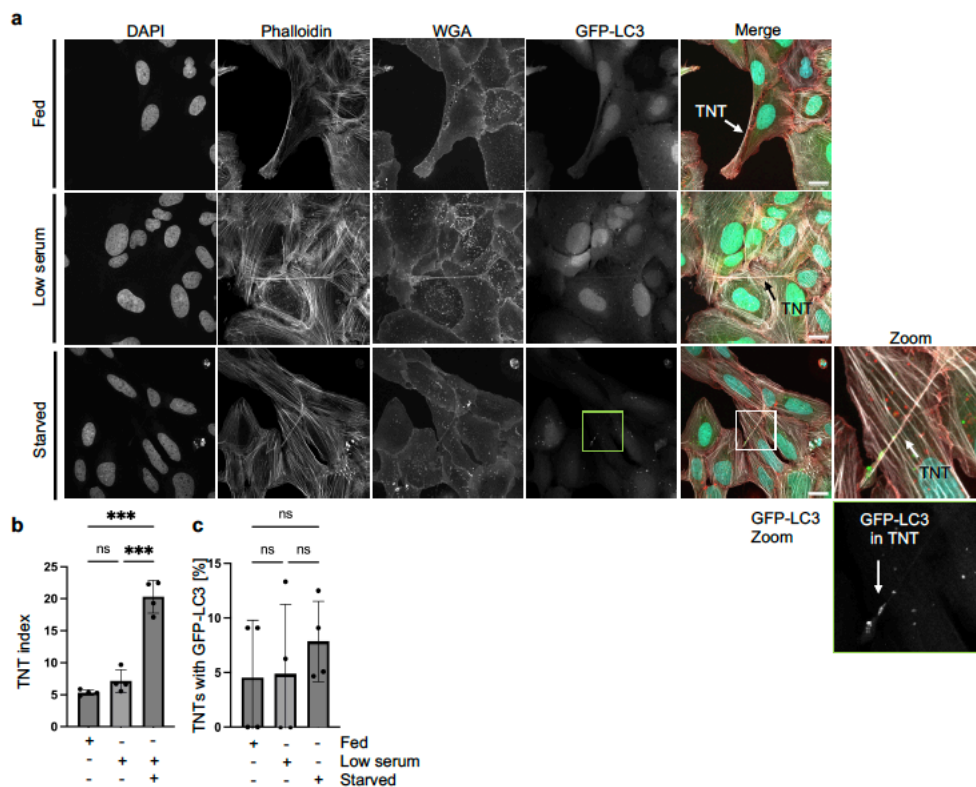 a
DAPI Phalloidin WGA GFP-LC3 Merge
Fed
TNT
Low serum
TNT
Zoom
Starved
TNT
GFP-LC3
Zoom
GFP-LC3
in TNT
b
***
ns ***
TNT index
25
20
15
10
5
0
+ - -
- + +
- - +
c
ns
ns ns
TNTs with GFP-LC3 [%]
15
10
5
0
+ - - Fed
- + - Low serum
- - + Starved